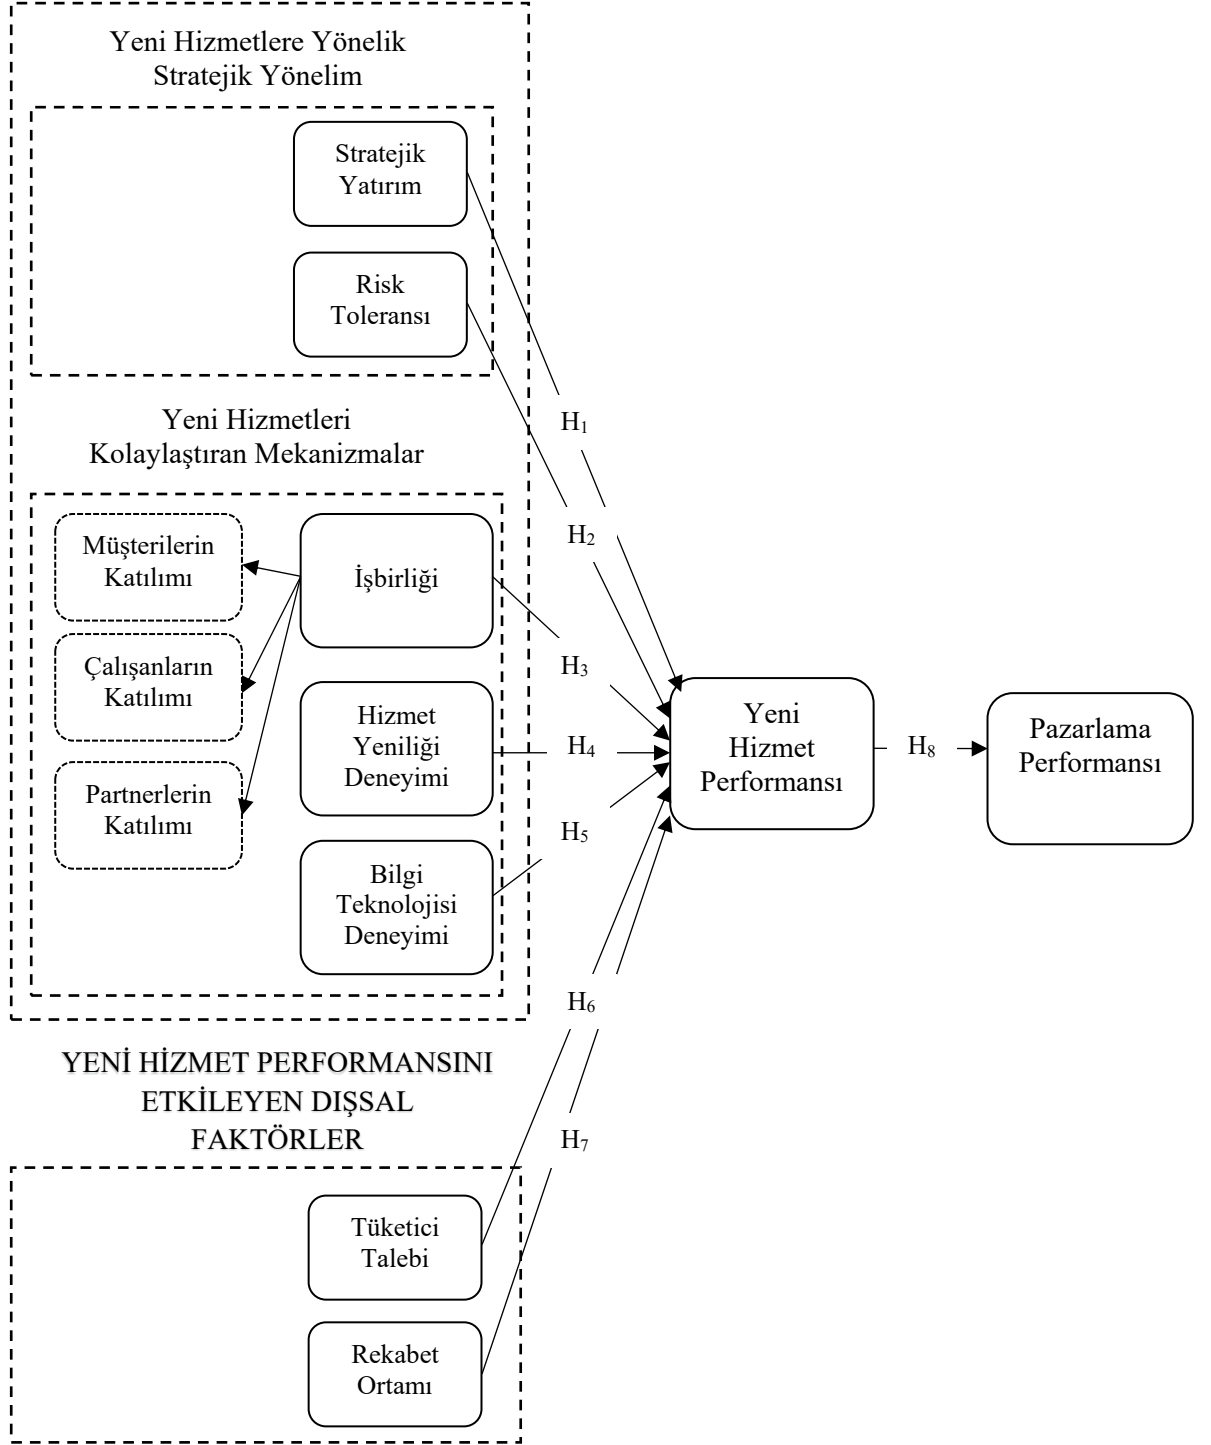 Yeni Hizmetlere Yönelik
Stratejik Yönelim
Stratejik
Yatırım
Risk
Toleransı
H1
Yeni Hizmetleri
Kolaylaştıran Mekanizmalar
H2
Müşterilerin
Katılımı
İşbirliği
Çalışanların
Katılımı
H3
Hizmet
Yeniliği
Deneyimi
H4
Partnerlerin
Katılımı
H5
Bilgi
Teknolojisi
Deneyimi
Yeni
Hizmet
Performansı
H8
Pazarlama
Performansı
H6
YENİ HİZMET PERFORMANSINI
ETKİLEYEN DIŞSAL
FAKTÖRLER
H7
Tüketici
Talebi
Rekabet
Ortamı